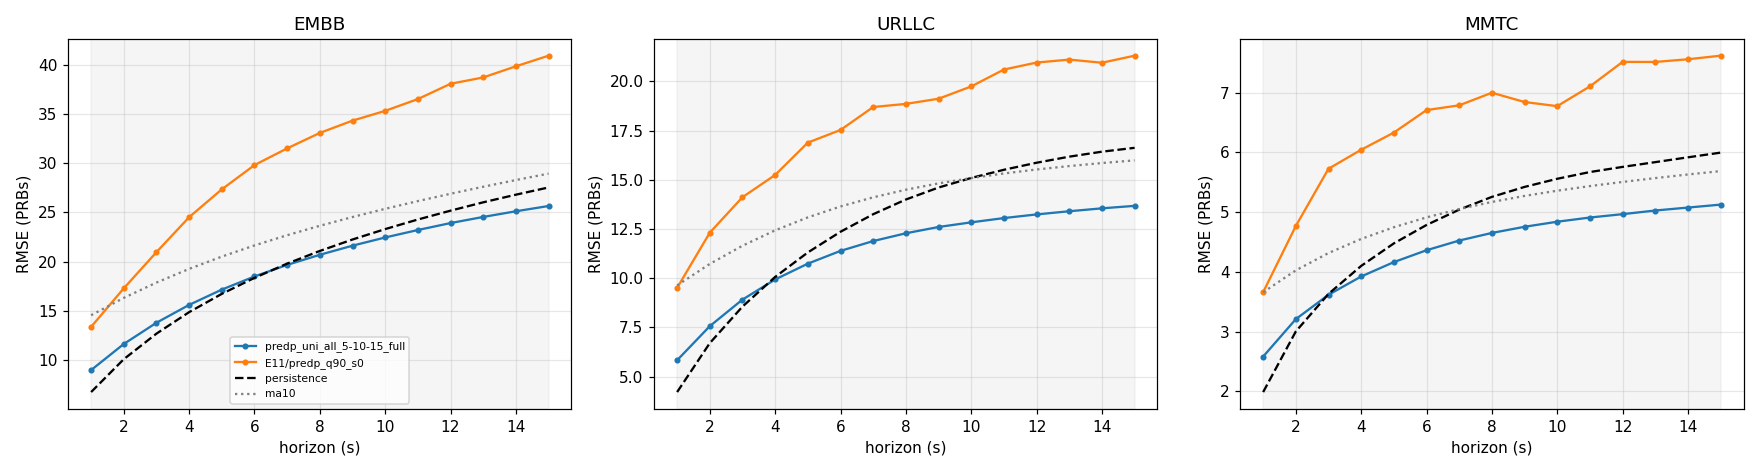 EMBB
RMSE (PRBs)
40
35
30
25
20
15
10
2 4 6 8 10 12 14
horizon (s)
predp_uni_all_5-10-15_full
E11/predp_q90_s0
persistence
ma10
URLLC
RMSE (PRBs)
20.0
17.5
15.0
12.5
10.0
7.5
5.0
2 4 6 8 10 12 14
horizon (s)
MMTC
RMSE (PRBs)
7
6
5
4
3
2
2 4 6 8 10 12 14
horizon (s)